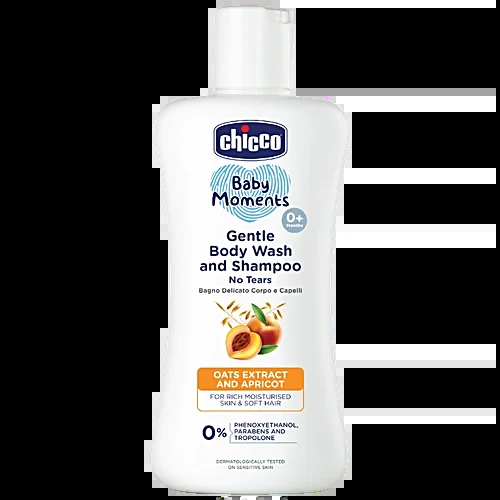 chicco
Baby
Moments
0+
Months
Gentle
Body Wash
and Shampoo
No Tears
Bagno Delicato Corpo e Capelli
OATS EXTRACT
AND APRICOT
FOR RICH MOISTURISED
SKIN & SOFT HAIR
0%
PHENOXYETHANOL,
PARABENS AND
TROPOLONE
DERMATOLOGICALLY TESTED
ON SENSITIVE SKIN